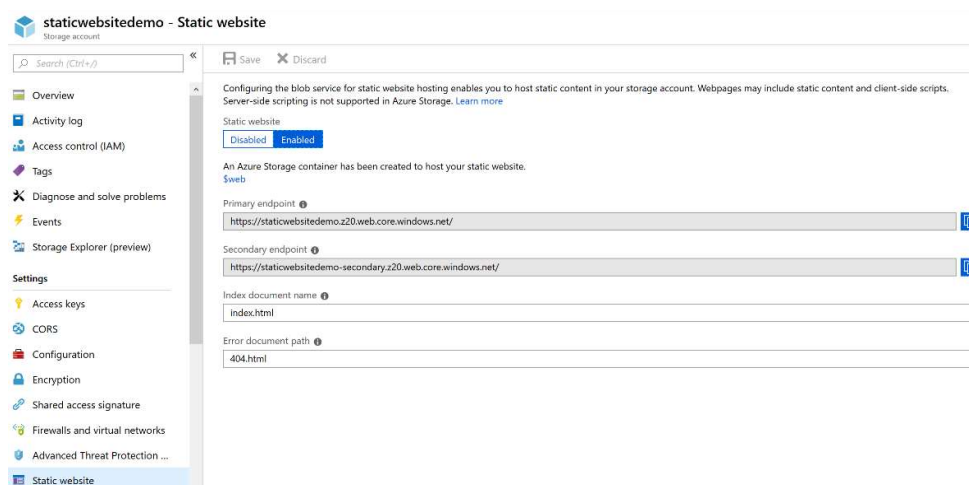 staticwebsitedemo - Static website
Storage account
Search (Ctrl+/)
«
Overview
Activity log
Access control (IAM)
Tags
Diagnose and solve problems
Events
Storage Explorer (preview)
Settings
Access keys
CORS
Configuration
Encryption
Shared access signature
Firewalls and virtual networks
Advanced Threat Protection ...
Static website
Save Discard
Configuring the blob service for static website hosting enables you to host static content in your storage account. Webpages may include static content and client-side scripts.
Server-side scripting is not supported in Azure Storage. Learn more
Static website
Disabled Enabled
An Azure Storage container has been created to host your static website.
$web
Primary endpoint
https://staticwebsitedemo.z20.web.core.windows.net/
Secondary endpoint
https://staticwebsitedemo-secondary.z20.web.core.windows.net/
Index document name
index.html
Error document path
404.html